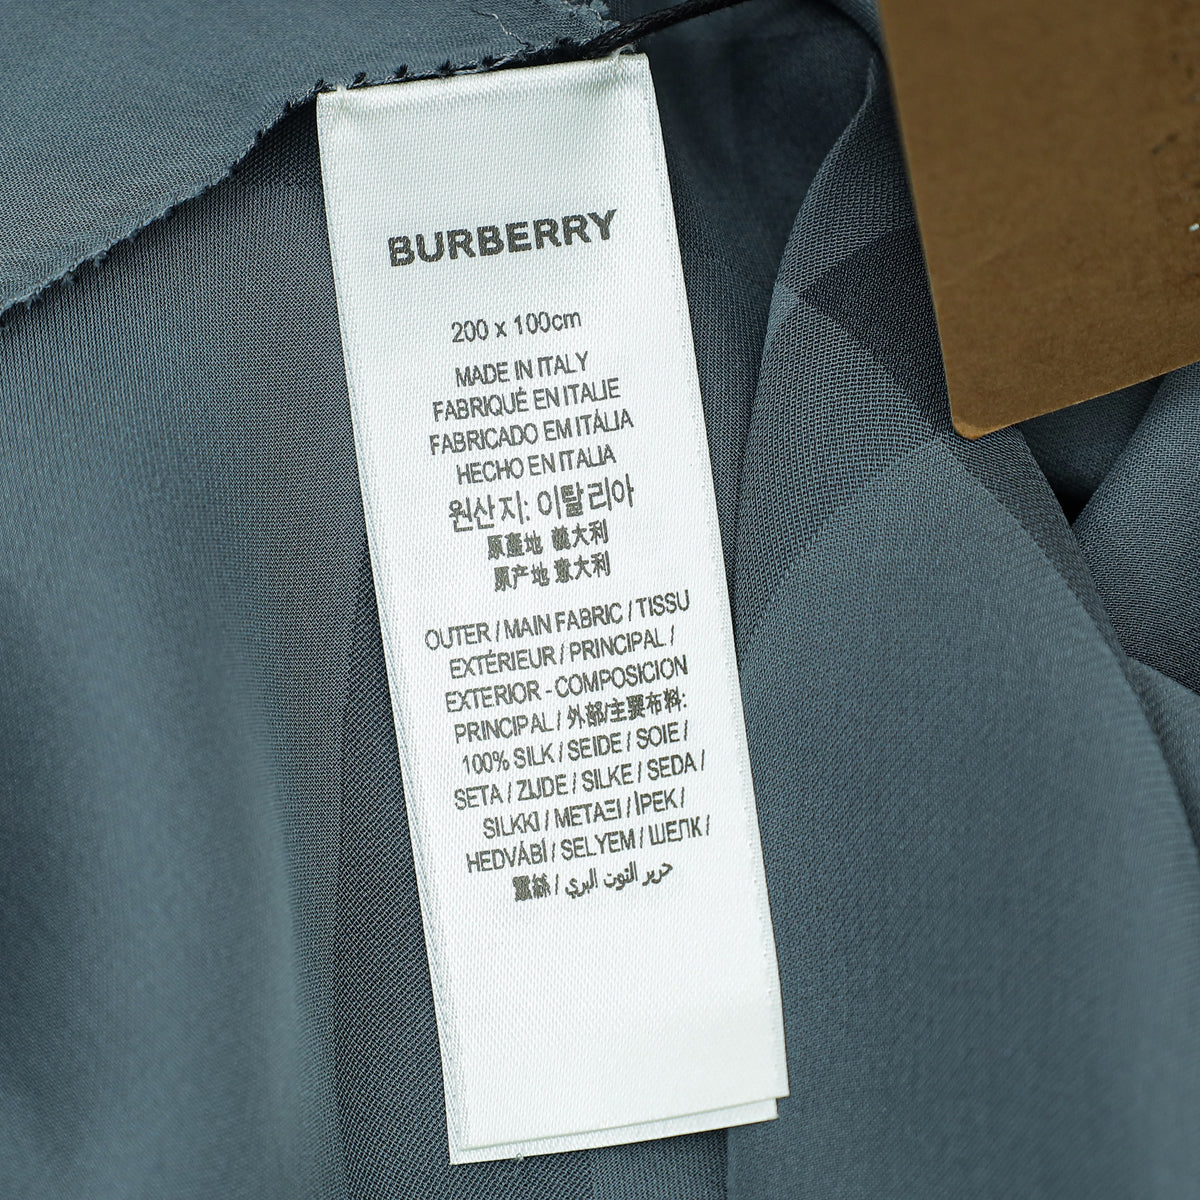 BURBERRY
200 x 100cm
MADE IN ITALY
FABRIQUÉ EN ITALIE
FABRICADO EM ITÁLIA
HECHO EN ITALIA
원산지: 이탈리아
原產地 義大利
原产地 意大利
OUTER / MAIN FABRIC / TISSU
EXTÉRIEUR / PRINCIPAL /
EXTERIOR - COMPOSICION
PRINCIPAL / 外部/主要布料:
100% SILK / SEIDE / SOIE /
SETA / ZIJDE / SILKE / SEDA /
SILKKI / ΜΕΤΑΞΙ / İPEK /
HEDVÁBÍ / SELYEM / ШЕЛК /
蠶絲 / حرير التوت البري